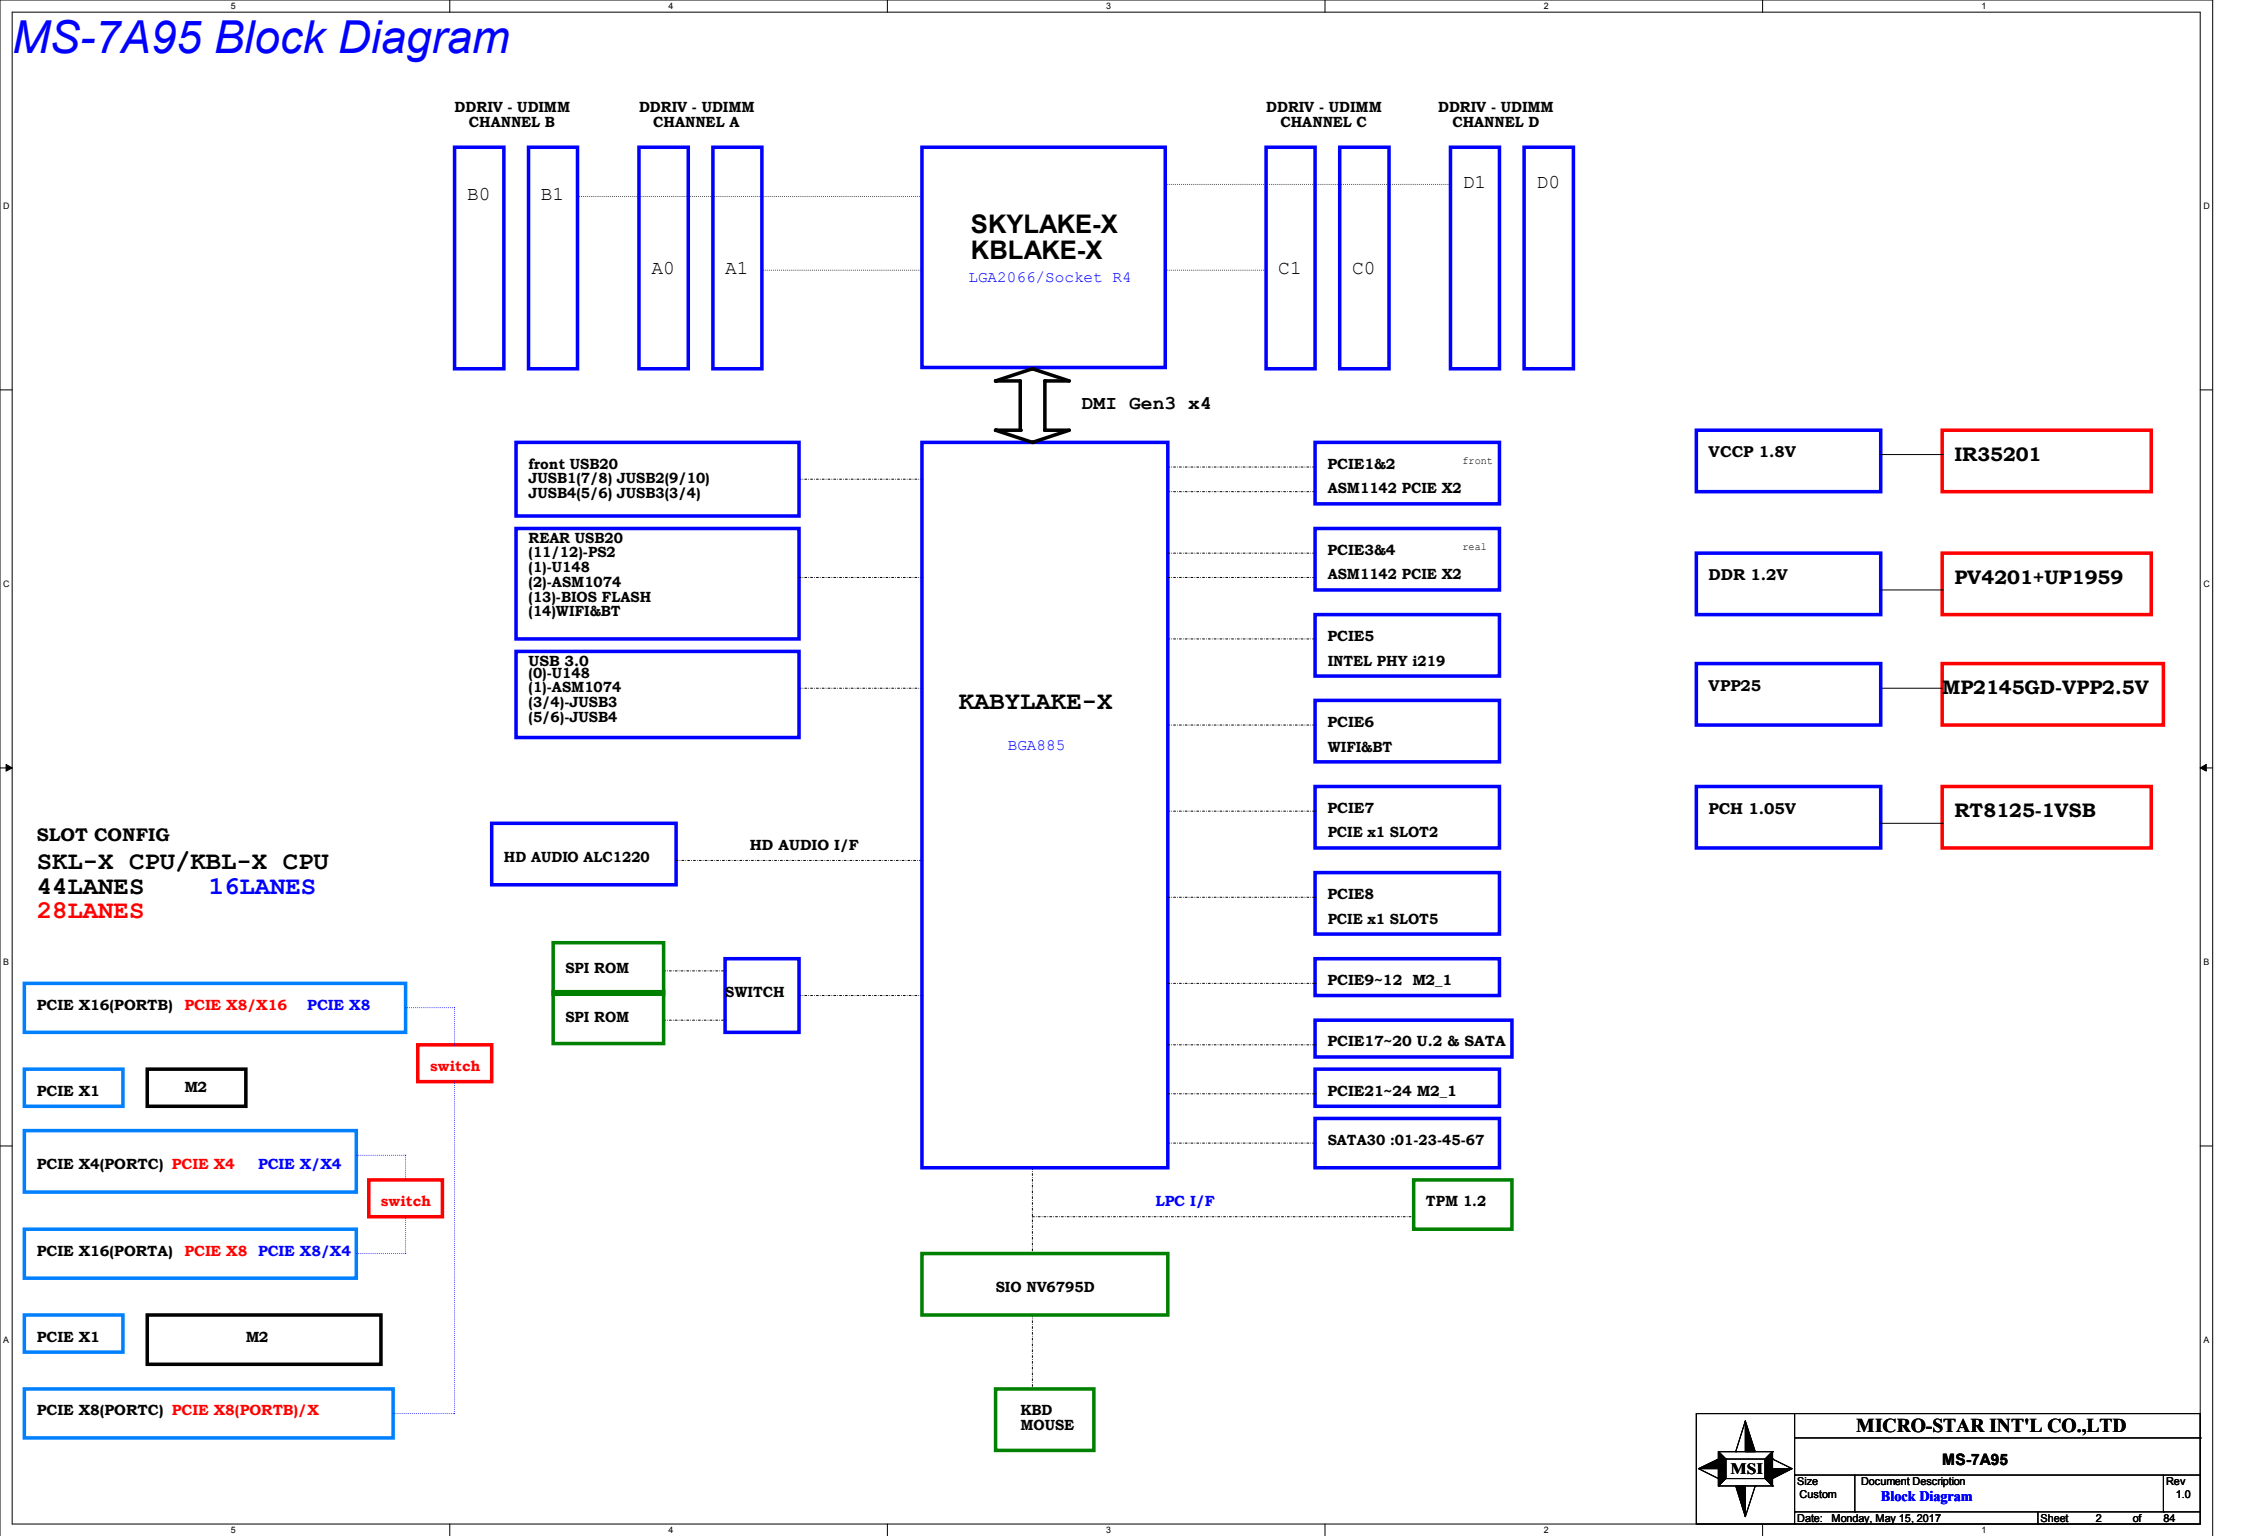 5 4 3 2 1
MS-7A95 Block Diagram
DDRIV - UDIMM
CHANNEL B
DDRIV - UDIMM
CHANNEL A
DDRIV - UDIMM
CHANNEL C
DDRIV - UDIMM
CHANNEL D
B0
B1
A0
A1
SKYLAKE-X
KBLAKE-X
LGA2066/Socket R4
C1
C0
D1
D0
D
D
DMI Gen3 x4
front USB20
JUSB1(7/8) JUSB2(9/10)
JUSB4(5/6) JUSB3(3/4)
REAR USB20
(11/12)-PS2
(1)-U148
(2)-ASM1074
(13)-BIOS FLASH
(14)WIFI&BT
USB 3.0
(0)-U148
(1)-ASM1074
(3/4)-JUSB3
(5/6)-JUSB4
KABYLAKE-X
BGA885
PCIE1&2 front
ASM1142 PCIE X2
PCIE3&4 real
ASM1142 PCIE X2
PCIE5
INTEL PHY i219
PCIE6
WIFI&BT
PCIE7
PCIE x1 SLOT2
PCIE8
PCIE x1 SLOT5
PCIE9~12 M2_1
PCIE17~20 U.2 & SATA
PCIE21~24 M2_1
SATA30 :01-23-45-67
VCCP 1.8V
IR35201
DDR 1.2V
PV4201+UP1959
VPP25
MP2145GD-VPP2.5V
PCH 1.05V
RT8125-1VSB
C
C
HD AUDIO ALC1220
HD AUDIO I/F
SPI ROM
SPI ROM
SWITCH
SLOT CONFIG
SKL-X CPU/KBL-X CPU
44LANES 16LANES
28LANES
B
B
PCIE X16(PORTB) PCIE X8/X16 PCIE X8
switch
PCIE X1
M2
PCIE X4(PORTC) PCIE X4 PCIE X/X4
switch
PCIE X16(PORTA) PCIE X8 PCIE X8/X4
PCIE X1
M2
PCIE X8(PORTC) PCIE X8(PORTB)/X
LPC I/F
TPM 1.2
SIO NV6795D
KBD
MOUSE
A
A
MSI
MICRO-STAR INT'L CO.,LTD
MS-7A95
Size
Custom
Document Description
Block Diagram
Rev
1.0
Date: Monday, May 15, 2017
Sheet 2 of 84
5 4 3 2 1